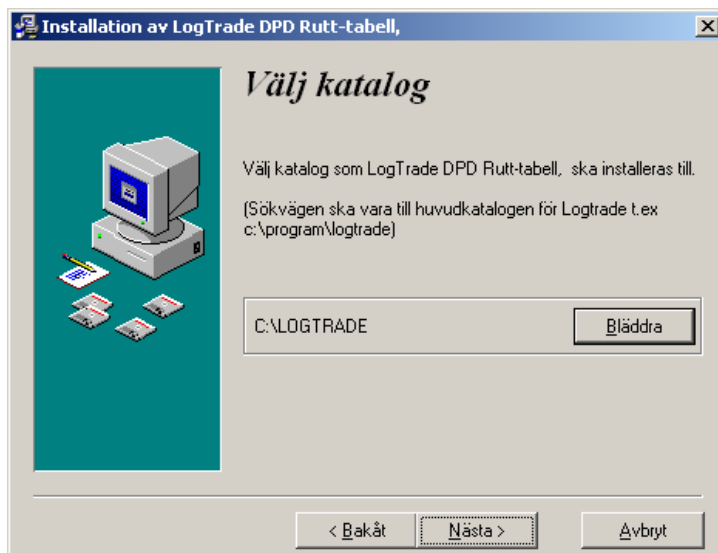 Installation av LogTrade DPD Rutt-tabell,
Välj katalog
Välj katalog som LogTrade DPD Rutt-tabell,  ska installeras till.
(Sökvägen ska vara till huvudkatalogen för Logtrade t.ex
c:\program\logtrade)
C:\LOGTRADE
Bläddra
< Bakåt
Nästa >
Avbryt